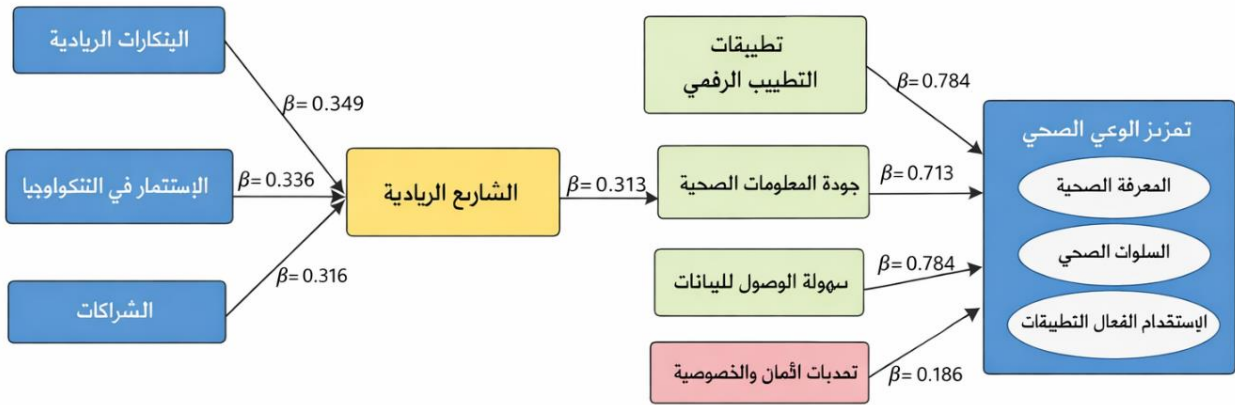 الينكارات الريادية
β= 0.349
الإستثمار في التنكواوجيا
β=0.336
الشراكات
β= 0.316
الشاريع الريادية
β= 0.313
تطبيقات
التطبيب الرفمي
β= 0.784
جودة المعلومات الصحية
β= 0.713
سهولة الوصول للبيانات
β= 0.784
تحدبات اثمان والخصوصية
β= 0.186
تمزيز الوعي الصحي
المعرفة الصحية
السلوات الصحي
الإستقدام الفعال التطبيقات